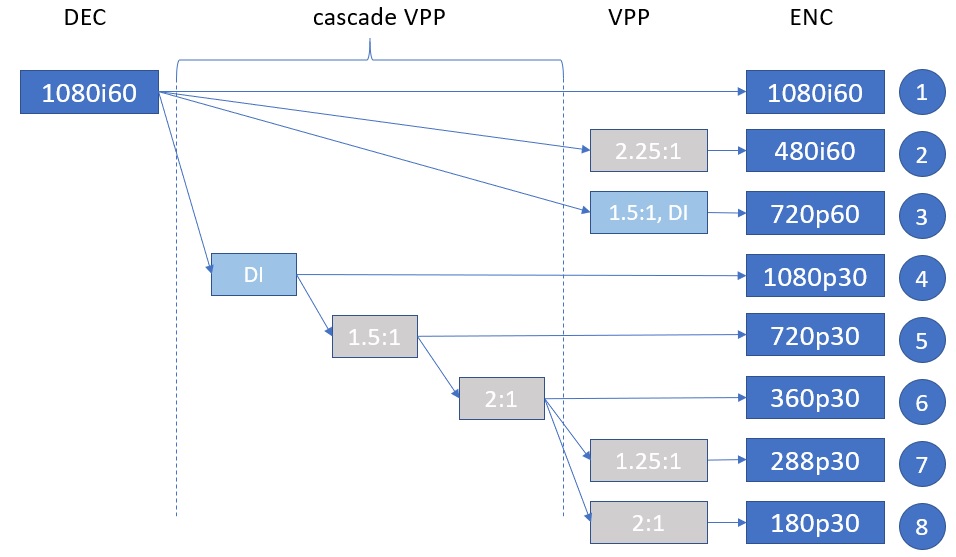 DEC cascade VPP VPP ENC
1080i60 1080i60 1
2.25:1 480i60 2
1.5:1, DI 720p60 3
DI 1080p30 4
1.5:1 720p30 5
2:1 360p30 6
1.25:1 288p30 7
2:1 180p30 8